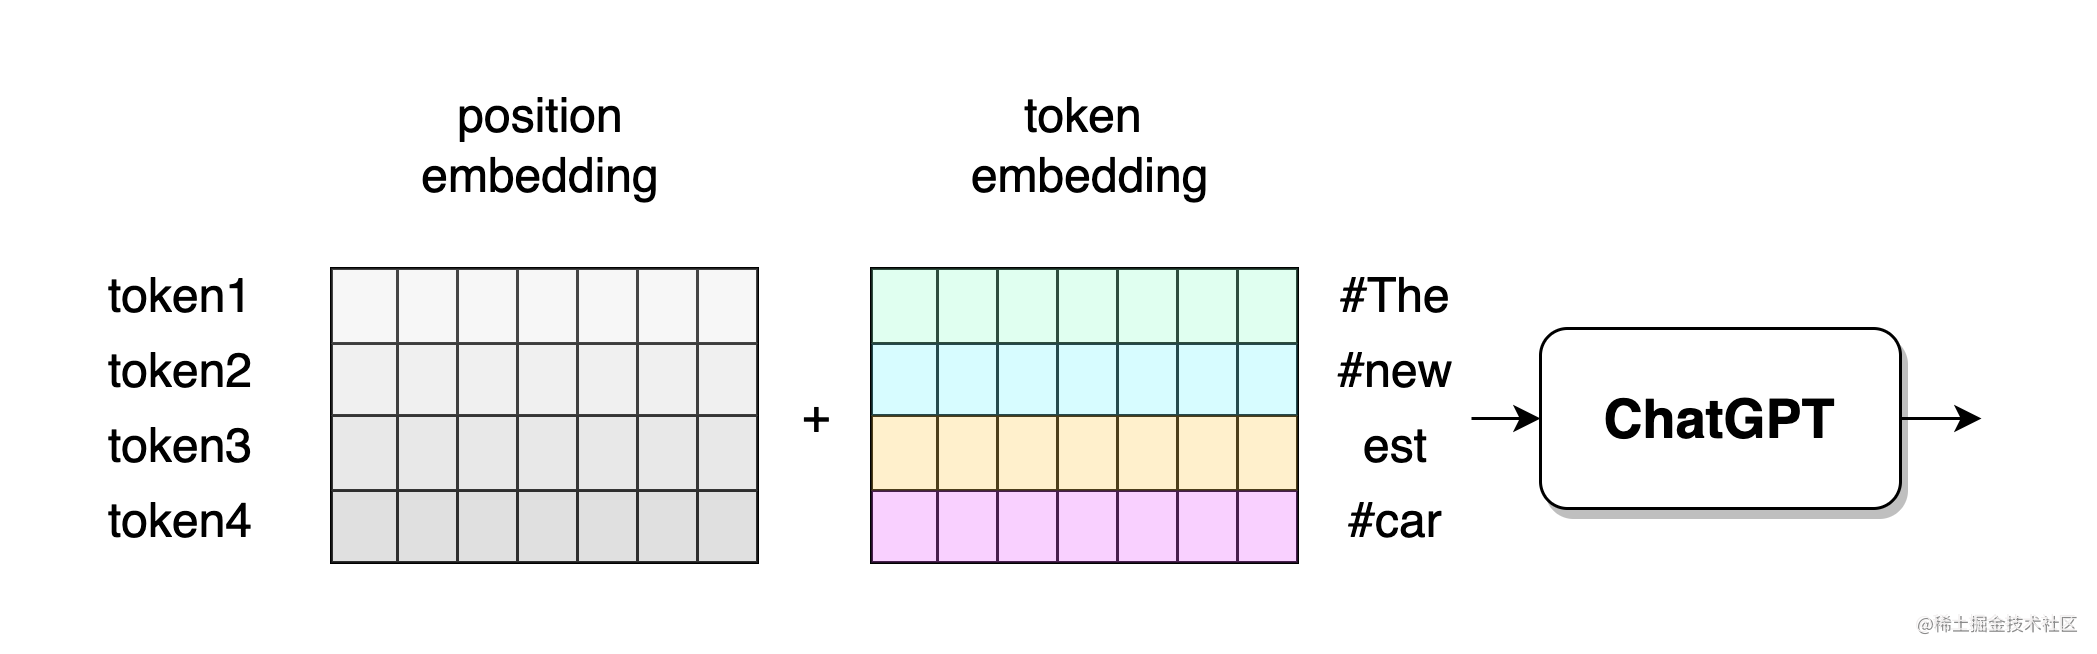 position
embedding
token
embedding
token1
token2
token3
token4
+
#The
#new
est
#car
ChatGPT
@稀土掘金技术社区